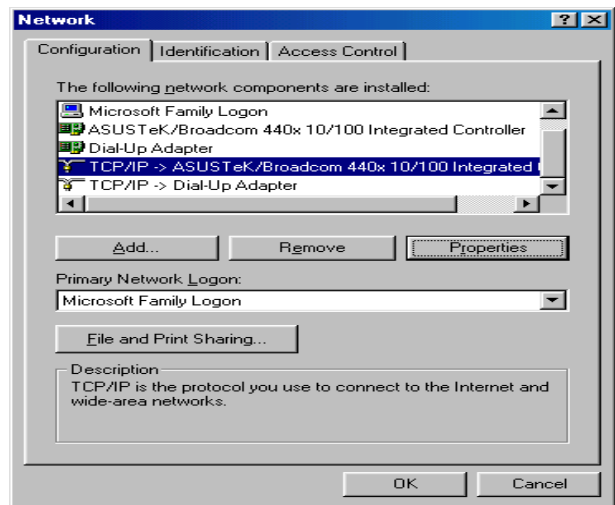 Network
Configuration Identification Access Control
The following network components are installed:
Microsoft Family Logon
ASUSTeK/Broadcom 440x 10/100 Integrated Controller
Dial-Up Adapter
TCP/IP -> ASUSTeK/Broadcom 440x 10/100 Integrated
TCP/IP -> Dial-Up Adapter
Add... Remove Properties
Primary Network Logon:
Microsoft Family Logon
File and Print Sharing...
Description
TCP/IP is the protocol you use to connect to the Internet and
wide-area networks.
OK Cancel